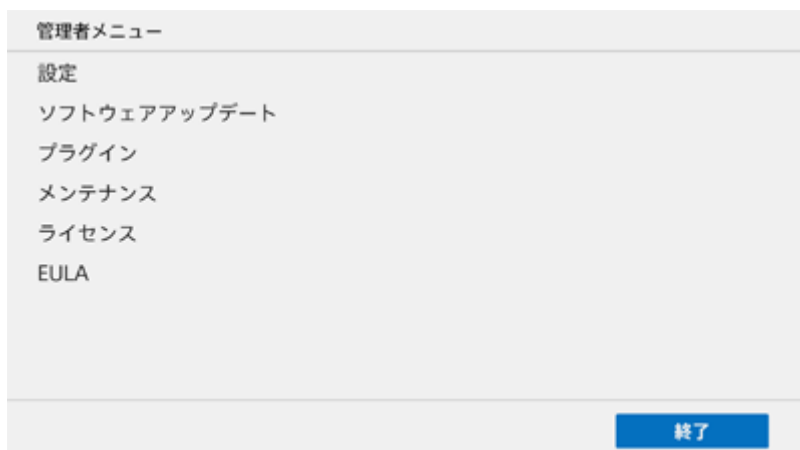 管理者メニュー
設定
ソフトウェアアップデート
プラグイン
メンテナンス
ライセンス
EULA
終了